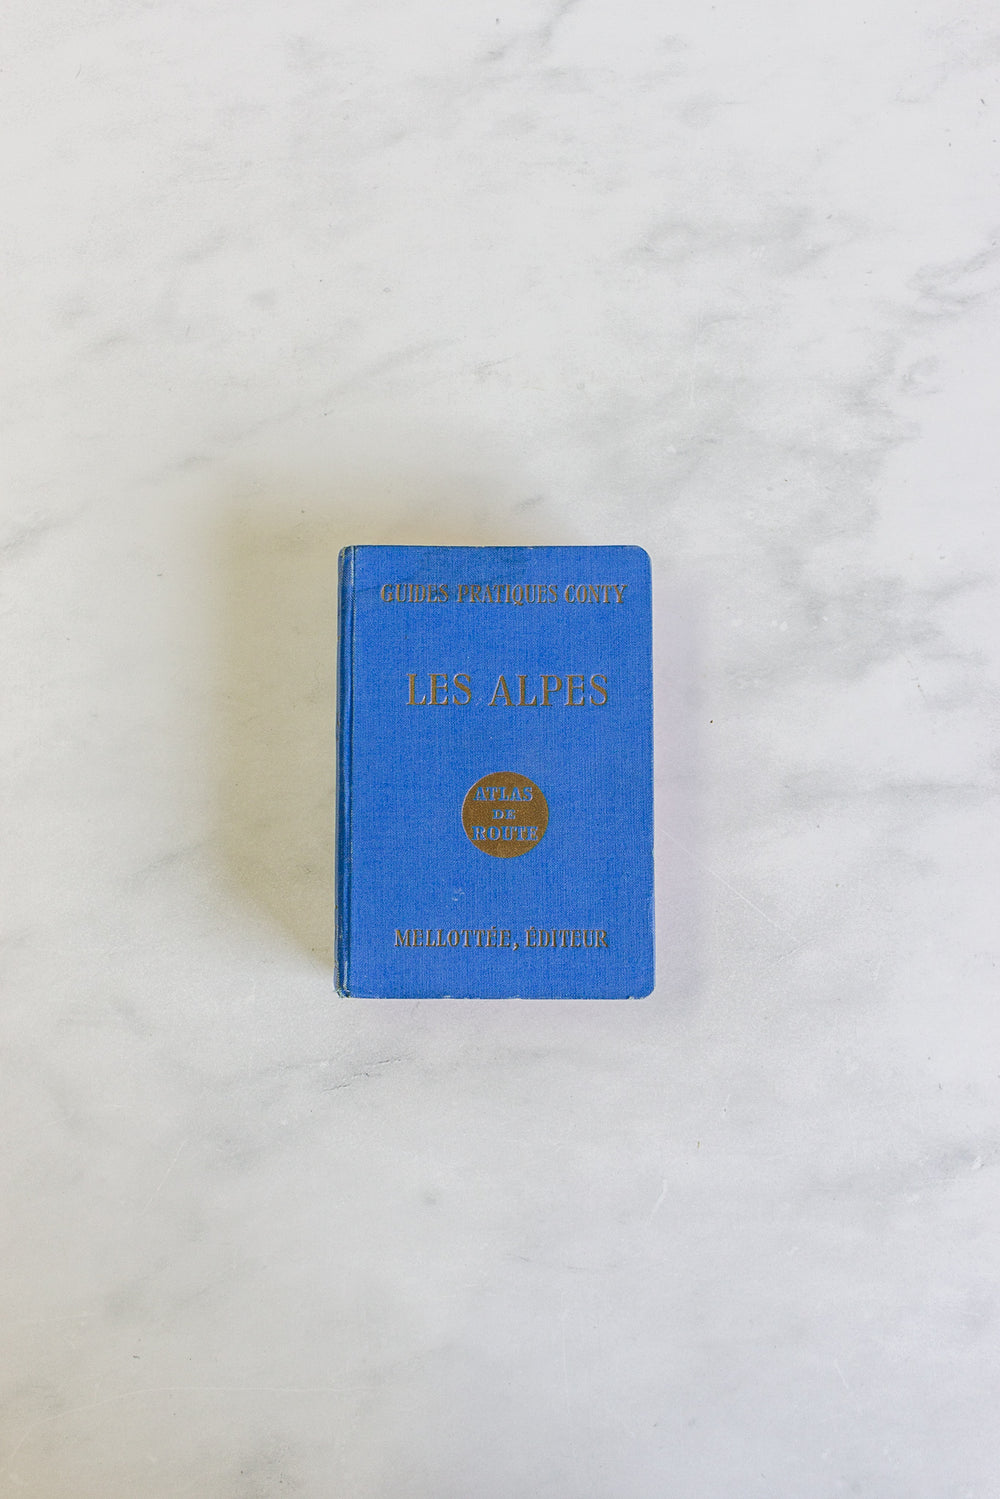 GUIDES PRATIQUES CONTY
LES ALPES
ATLAS
DE
ROUTE
MELLOTTÉE, ÉDITEUR